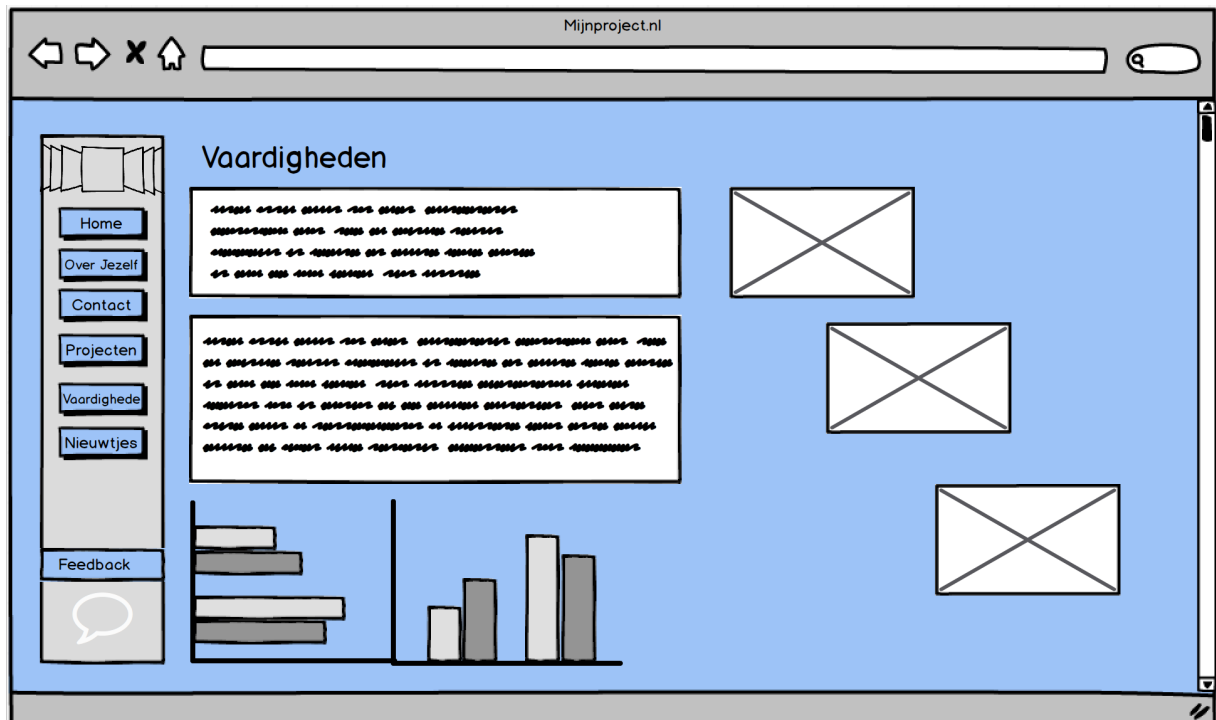 Mijnproject.nl
Vaardigheden
Home
Over Jezelf
Contact
Projecten
Vaardighede
Nieuwtjes
Feedback